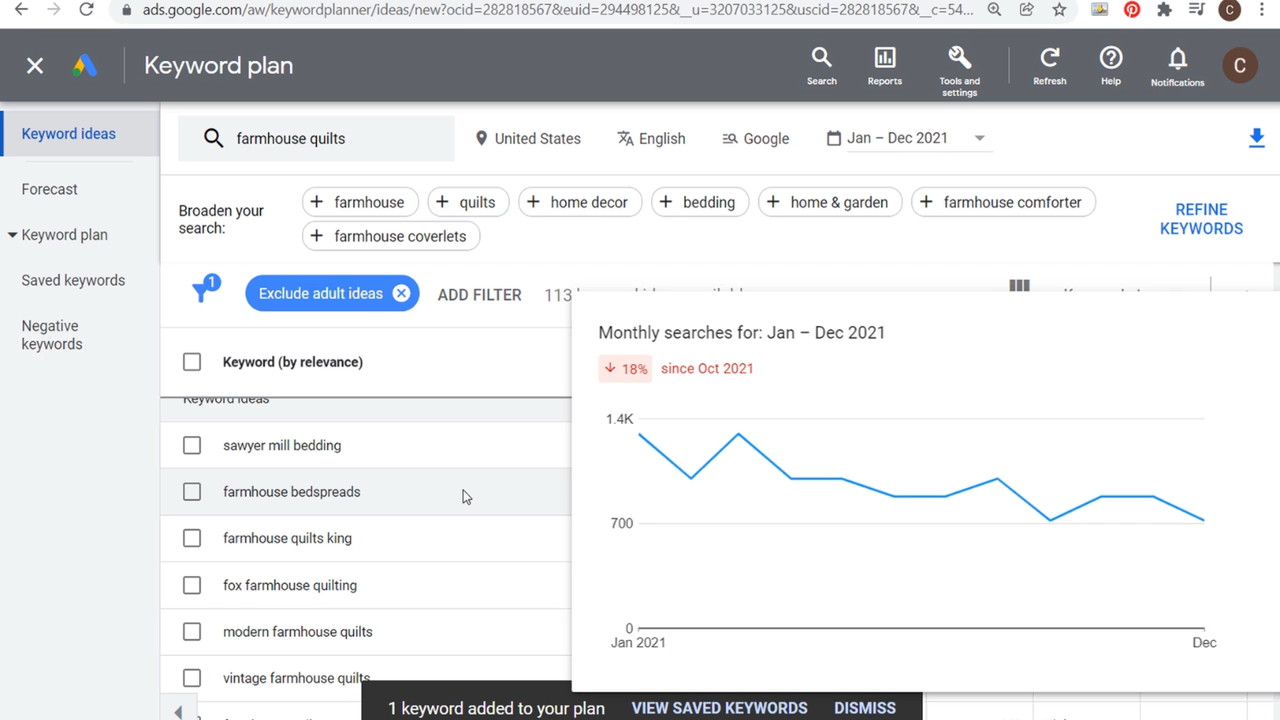 ads.google.com/aw/keywordplanner/ideas/new?ocid=282818567&euid=294498125&__u=3207033125&uscid=282818567&__c=54...
C
Keyword plan
Search
Reports
Tools and
settings
Refresh
Help
Notifications
C
Keyword ideas
Forecast
Keyword plan
Saved keywords
Negative
keywords
farmhouse quilts
United States
English
Google
Jan – Dec 2021
Broaden your
search:
farmhouse
quilts
home decor
bedding
home & garden
farmhouse comforter
farmhouse coverlets
REFINE
KEYWORDS
1
Exclude adult ideas
ADD FILTER
113
Keyword (by relevance)
Keyword ideas
sawyer mill bedding
farmhouse bedspreads
farmhouse quilts king
fox farmhouse quilting
modern farmhouse quilts
vintage farmhouse quilts
Monthly searches for: Jan – Dec 2021
18% since Oct 2021
1.4K
700
0
Jan 2021
Dec
1 keyword added to your plan
VIEW SAVED KEYWORDS
DISMISS